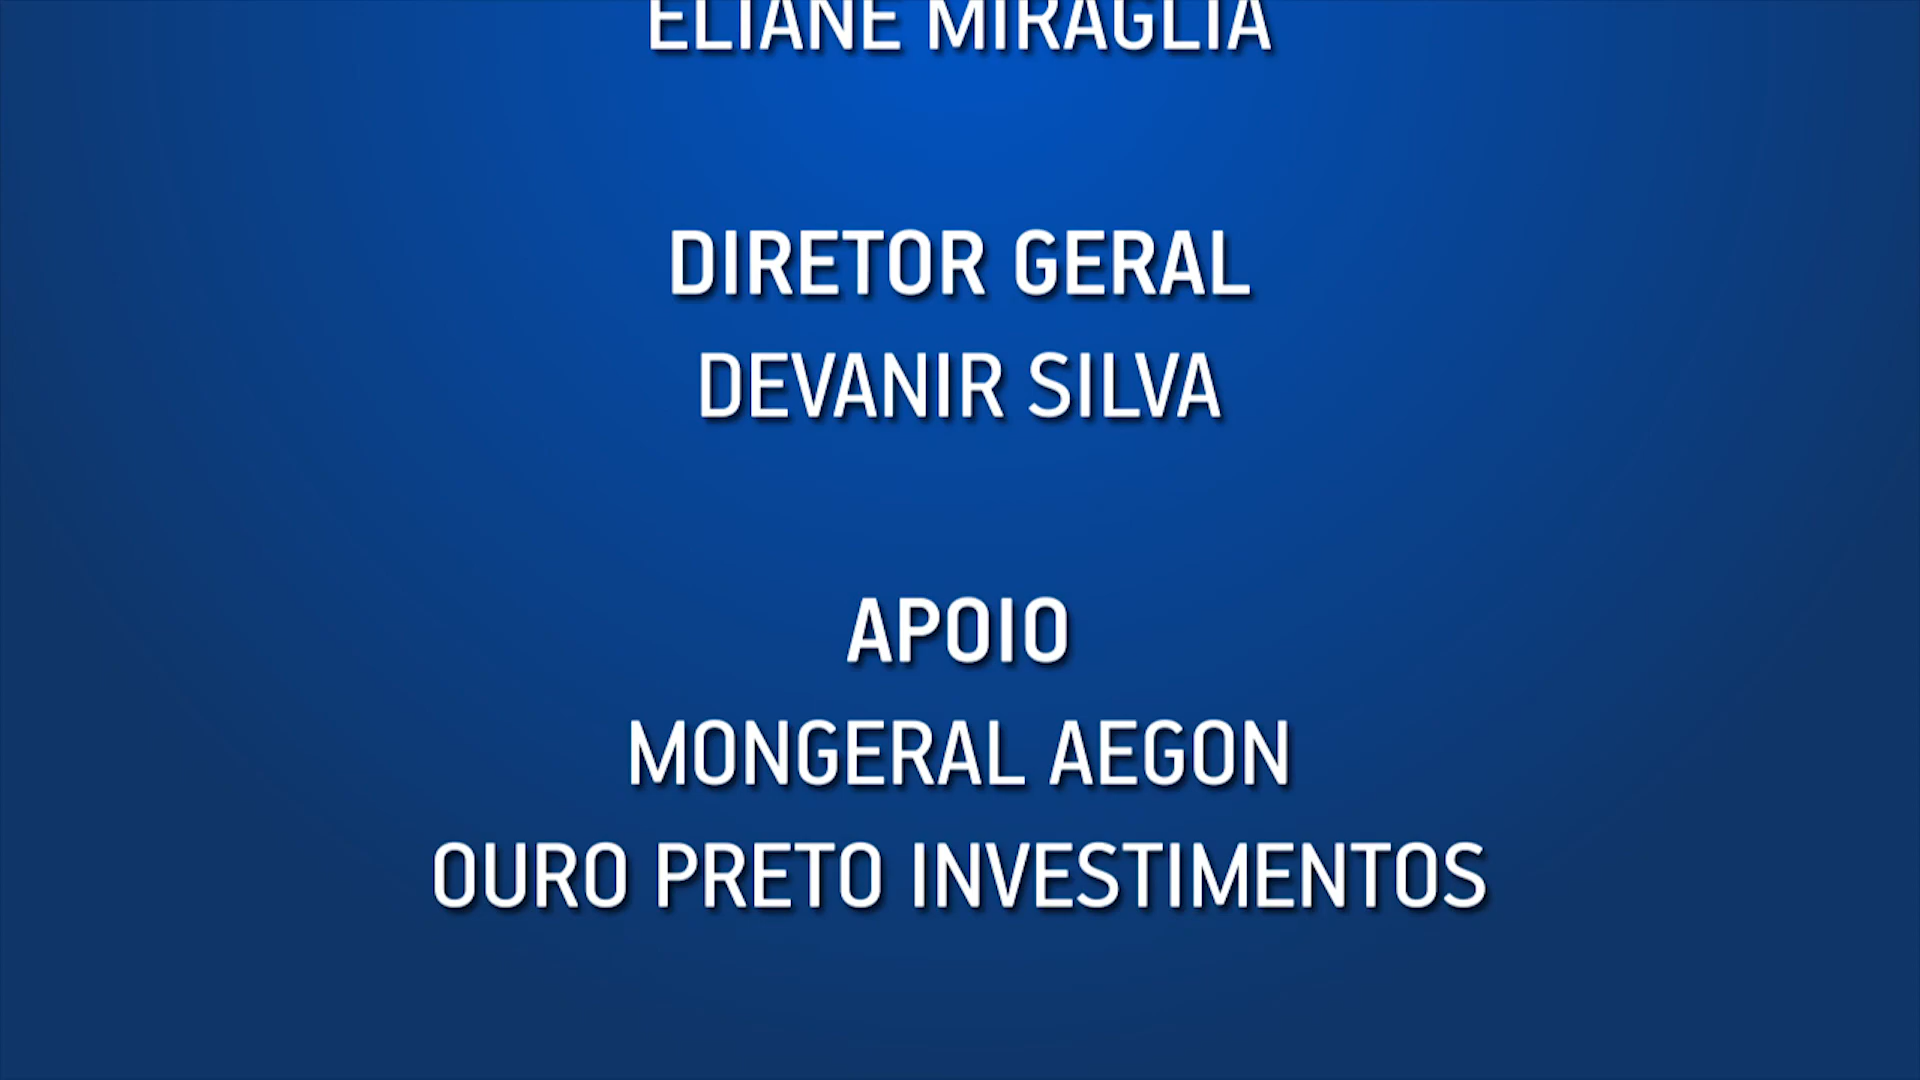 ELIANE MIRAGLIA
DIRETOR GERAL
DEVANIR SILVA
APOIO
MONGERAL AEGON
OURO PRETO INVESTIMENTOS